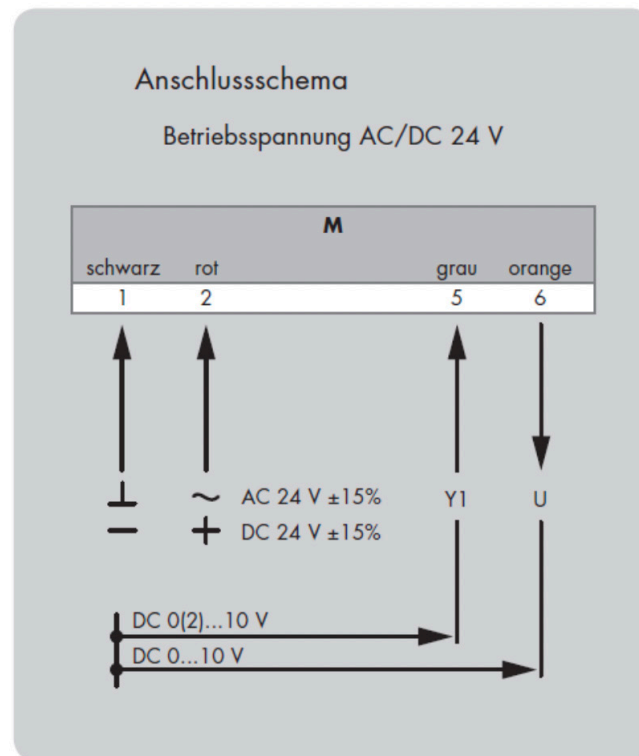 Anschlussschema
Betriebsspannung AC/DC 24 V
M
schwarz rot grau orange
1 2 5 6
⊥ ~ AC 24 V ±15% Y1 U
− + DC 24 V ±15%
DC 0(2)...10 V
DC 0...10 V